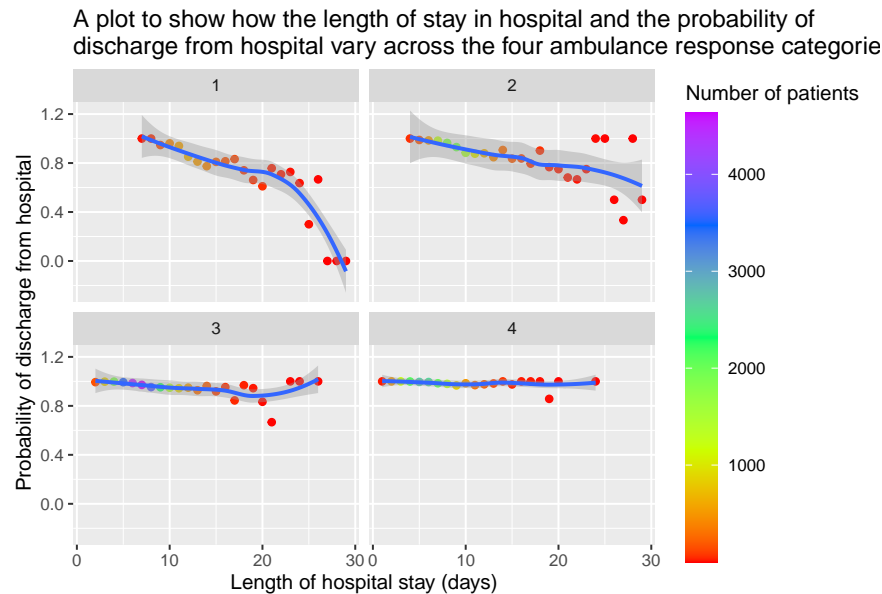 A plot to show how the length of stay in hospital and the probability of
discharge from hospital vary across the four ambulance response categorie
1
2
Number of patients
1.2
0.8
0.4
0.0
4000
3000
2000
1000
3
4
1.2
0.8
0.4
0.0
Probability of discharge from hospital
0 10 20 30 0 10 20 30
Length of hospital stay (days)